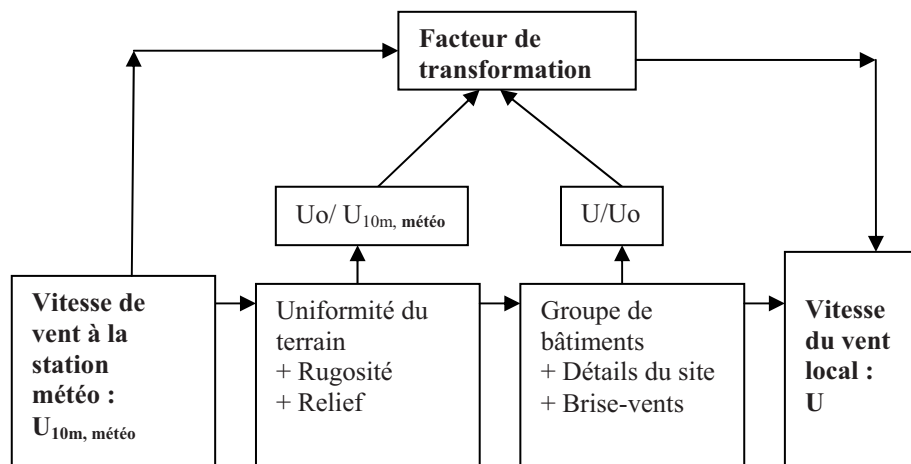 Facteur de
transformation
Uo/ U10m, météo
U/Uo
Vitesse de
vent à la
station
météo :
U10m, météo
Uniformité du
terrain
+ Rugosité
+ Relief
Groupe de
bâtiments
+ Détails du site
+ Brise-vents
Vitesse
du vent
local :
U